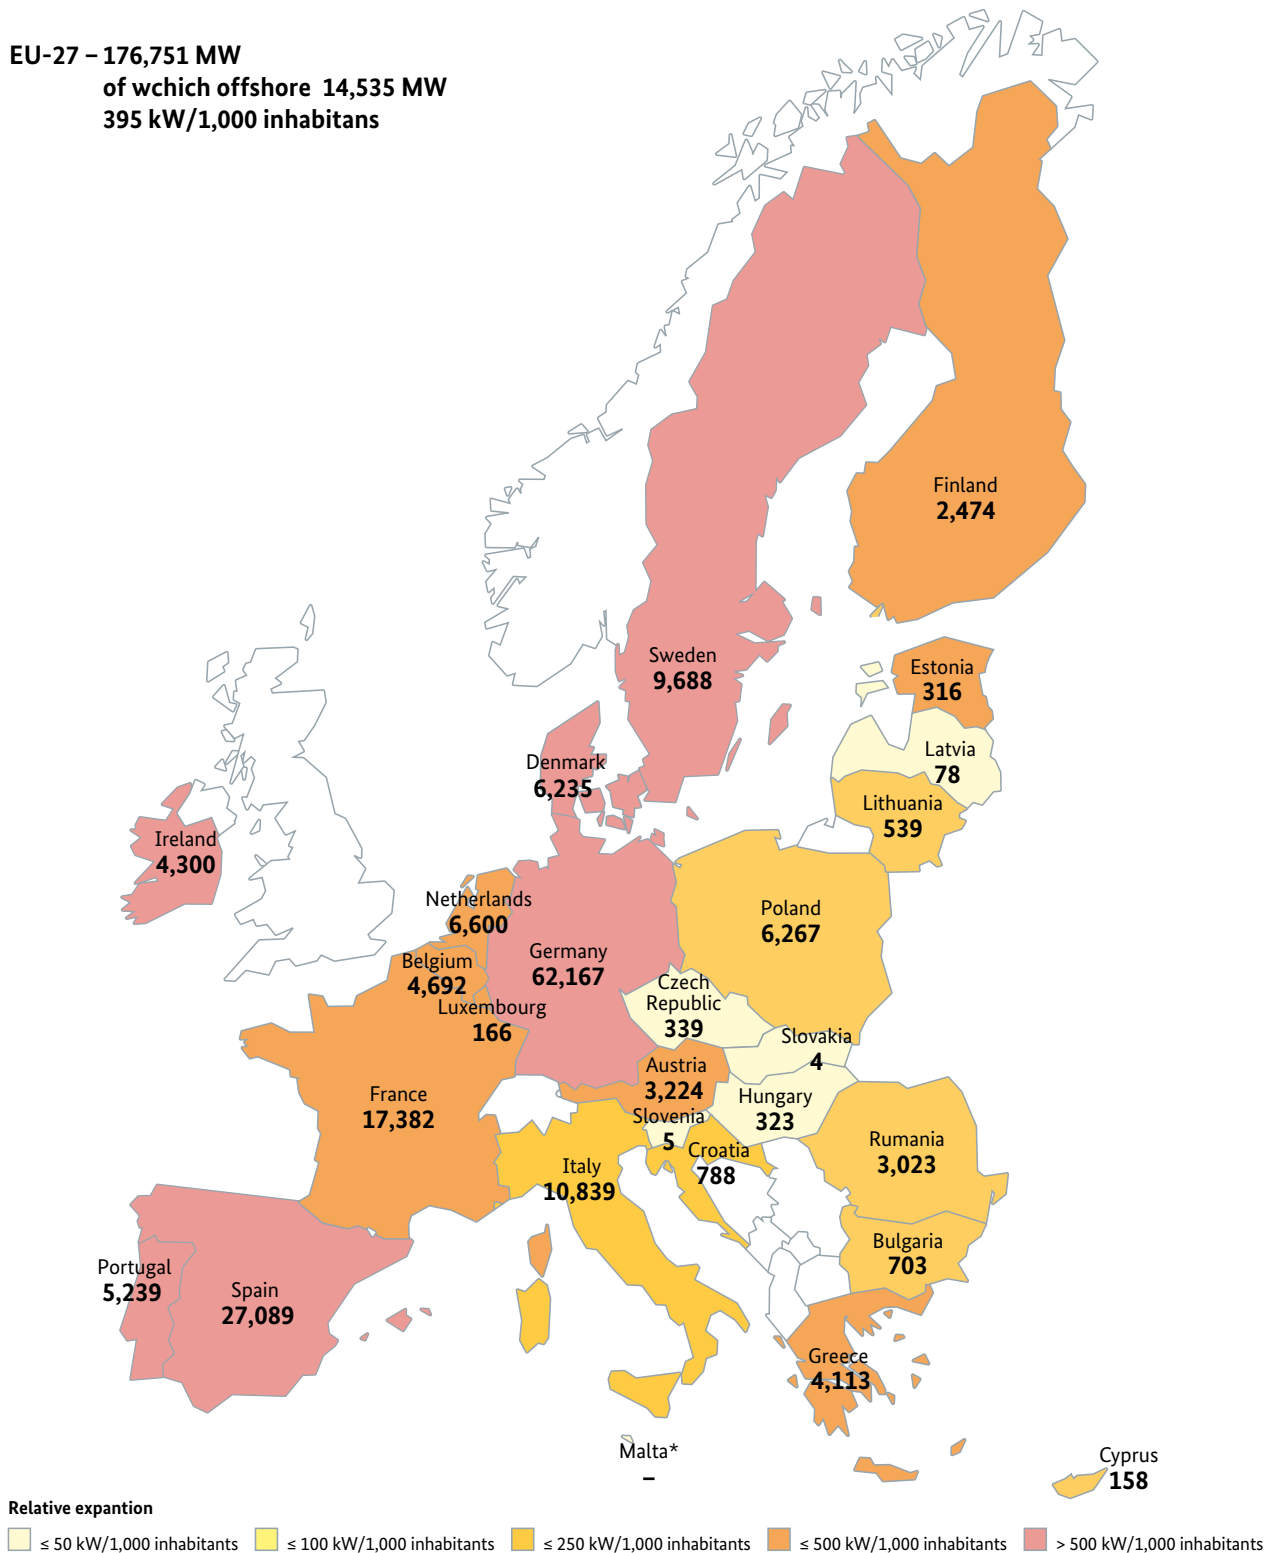 EU-27 – 176,751 MW
of wchich offshore 14,535 MW
395 kW/1,000 inhabitans
Finland
2,474
Sweden
9,688
Estonia
316
Latvia
78
Denmark
6,235
Lithuania
539
Ireland
4,300
Netherlands
6,600
Poland
6,267
Germany
62,167
Belgium
4,692
Czech
Republic
339
Luxembourg
166
Slovakia
4
Austria
3,224
France
17,382
Hungary
323
Slovenia
5
Croatia
788
Rumania
3,023
Italy
10,839
Bulgaria
703
Portugal
5,239
Spain
27,089
Greece
4,113
Malta*
–
Cyprus
158
Relative expantion
≤ 50 kW/1,000 inhabitants
≤ 100 kW/1,000 inhabitants
≤ 250 kW/1,000 inhabitants
≤ 500 kW/1,000 inhabitants
> 500 kW/1,000 inhabitants